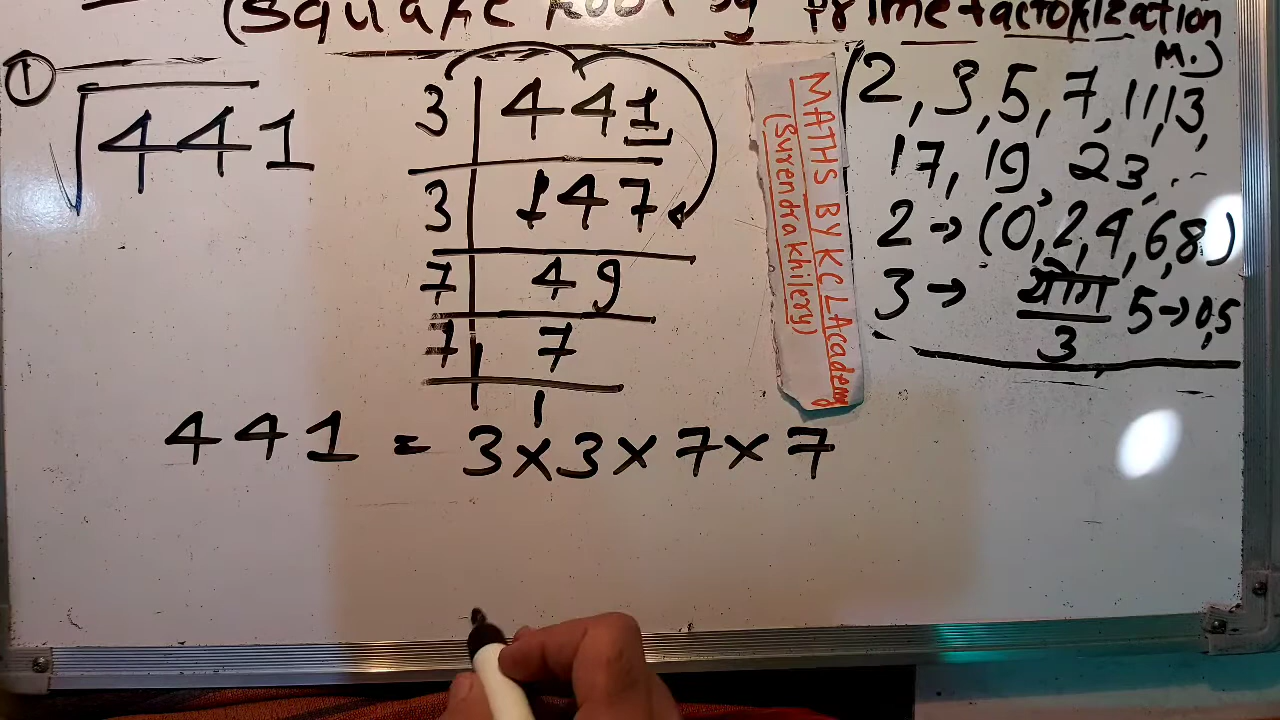 (Square Root by Prime factorization
M.)
①
√441
3 | 441
3 | 147
7 | 49
7 | 7
1
441 = 3×3×7×7
MATHS BY KCL Academy
(Surrendra khilery)
2, 3, 5, 7, 11, 13,
17, 19, 23, ...
2 → (0, 2, 4, 6, 8)
3 → योग/3 5 → 0,5